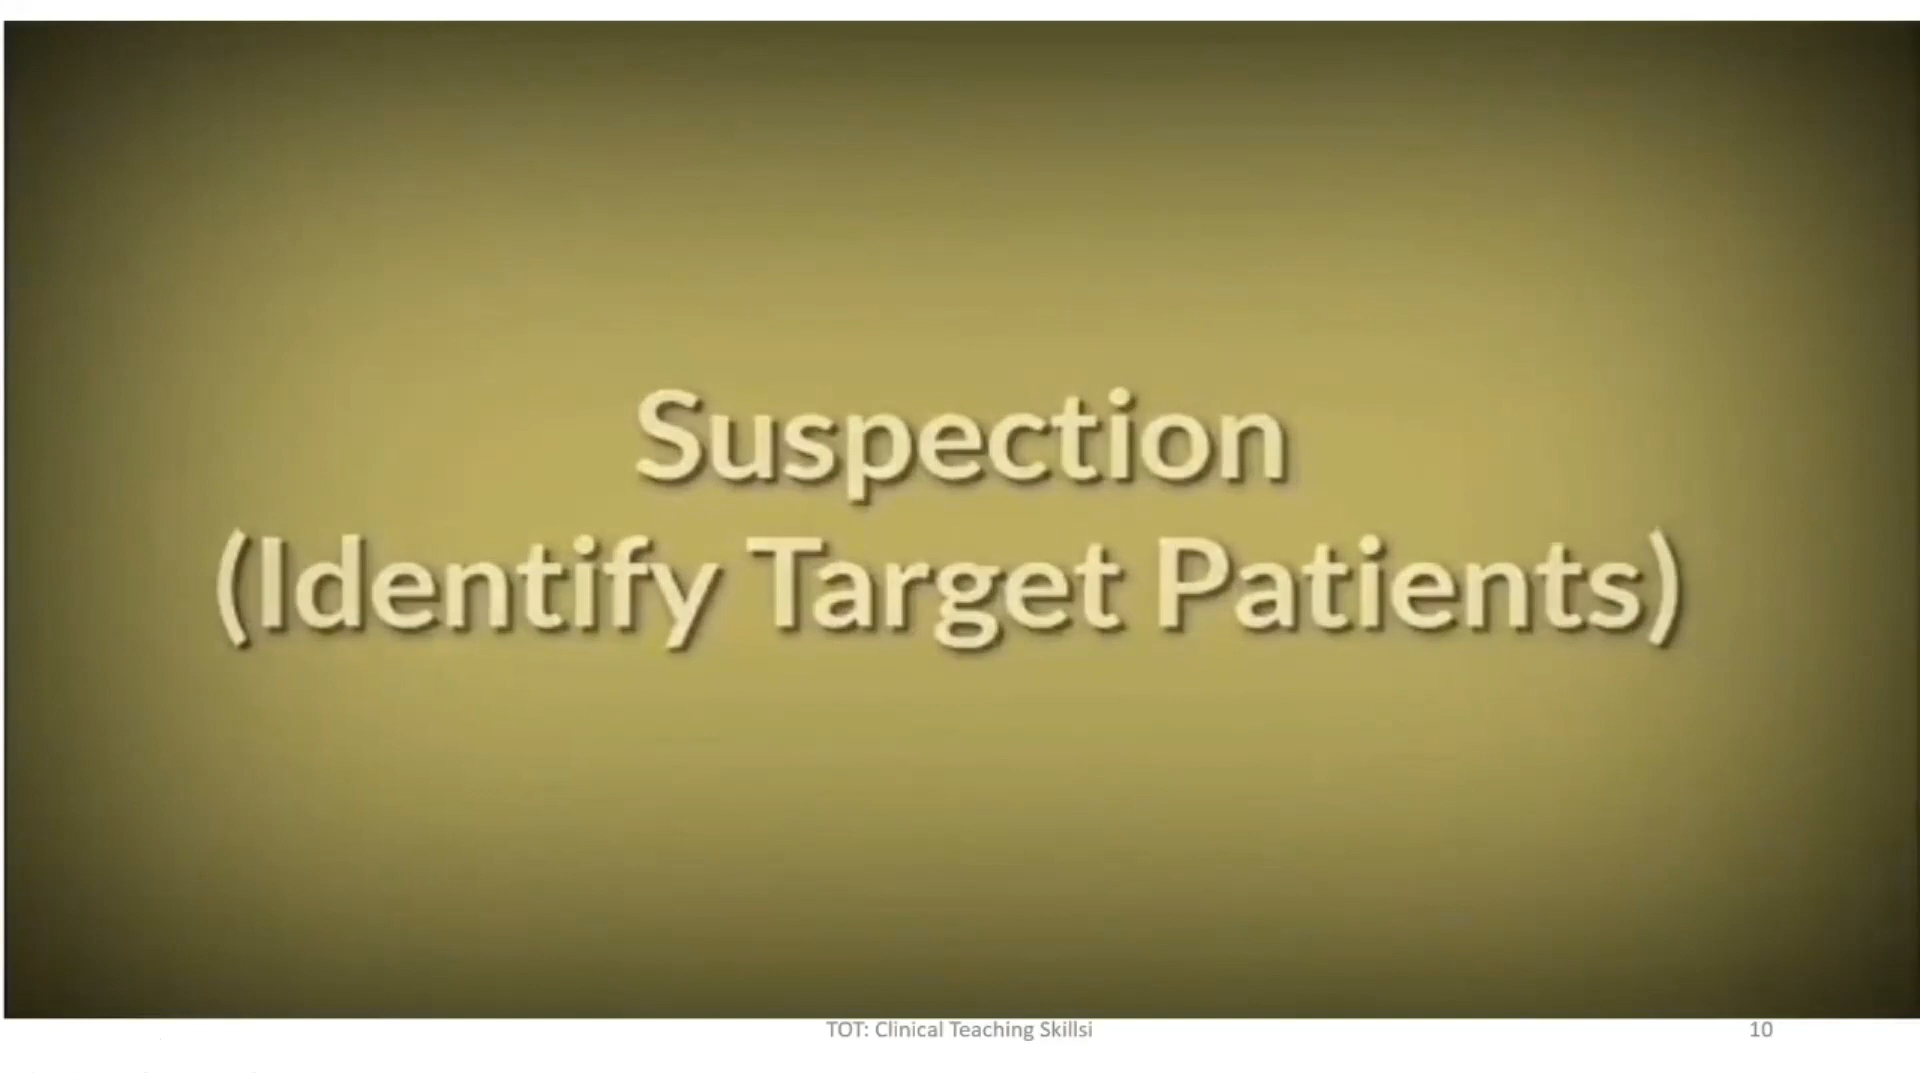 Suspection
(Identify Target Patients)
TOT: Clinical Teaching Skillsi
10